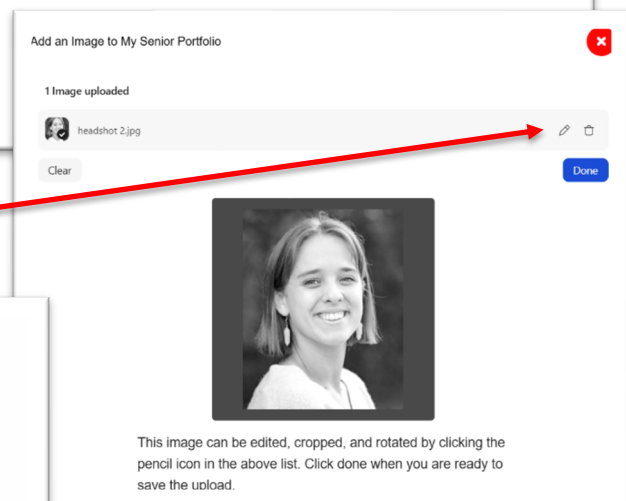 Add an Image to My Senior Portfolio
1 Image uploaded
headshot 2.jpg
Clear
Done
This image can be edited, cropped, and rotated by clicking the
pencil icon in the above list. Click done when you are ready to
save the upload.